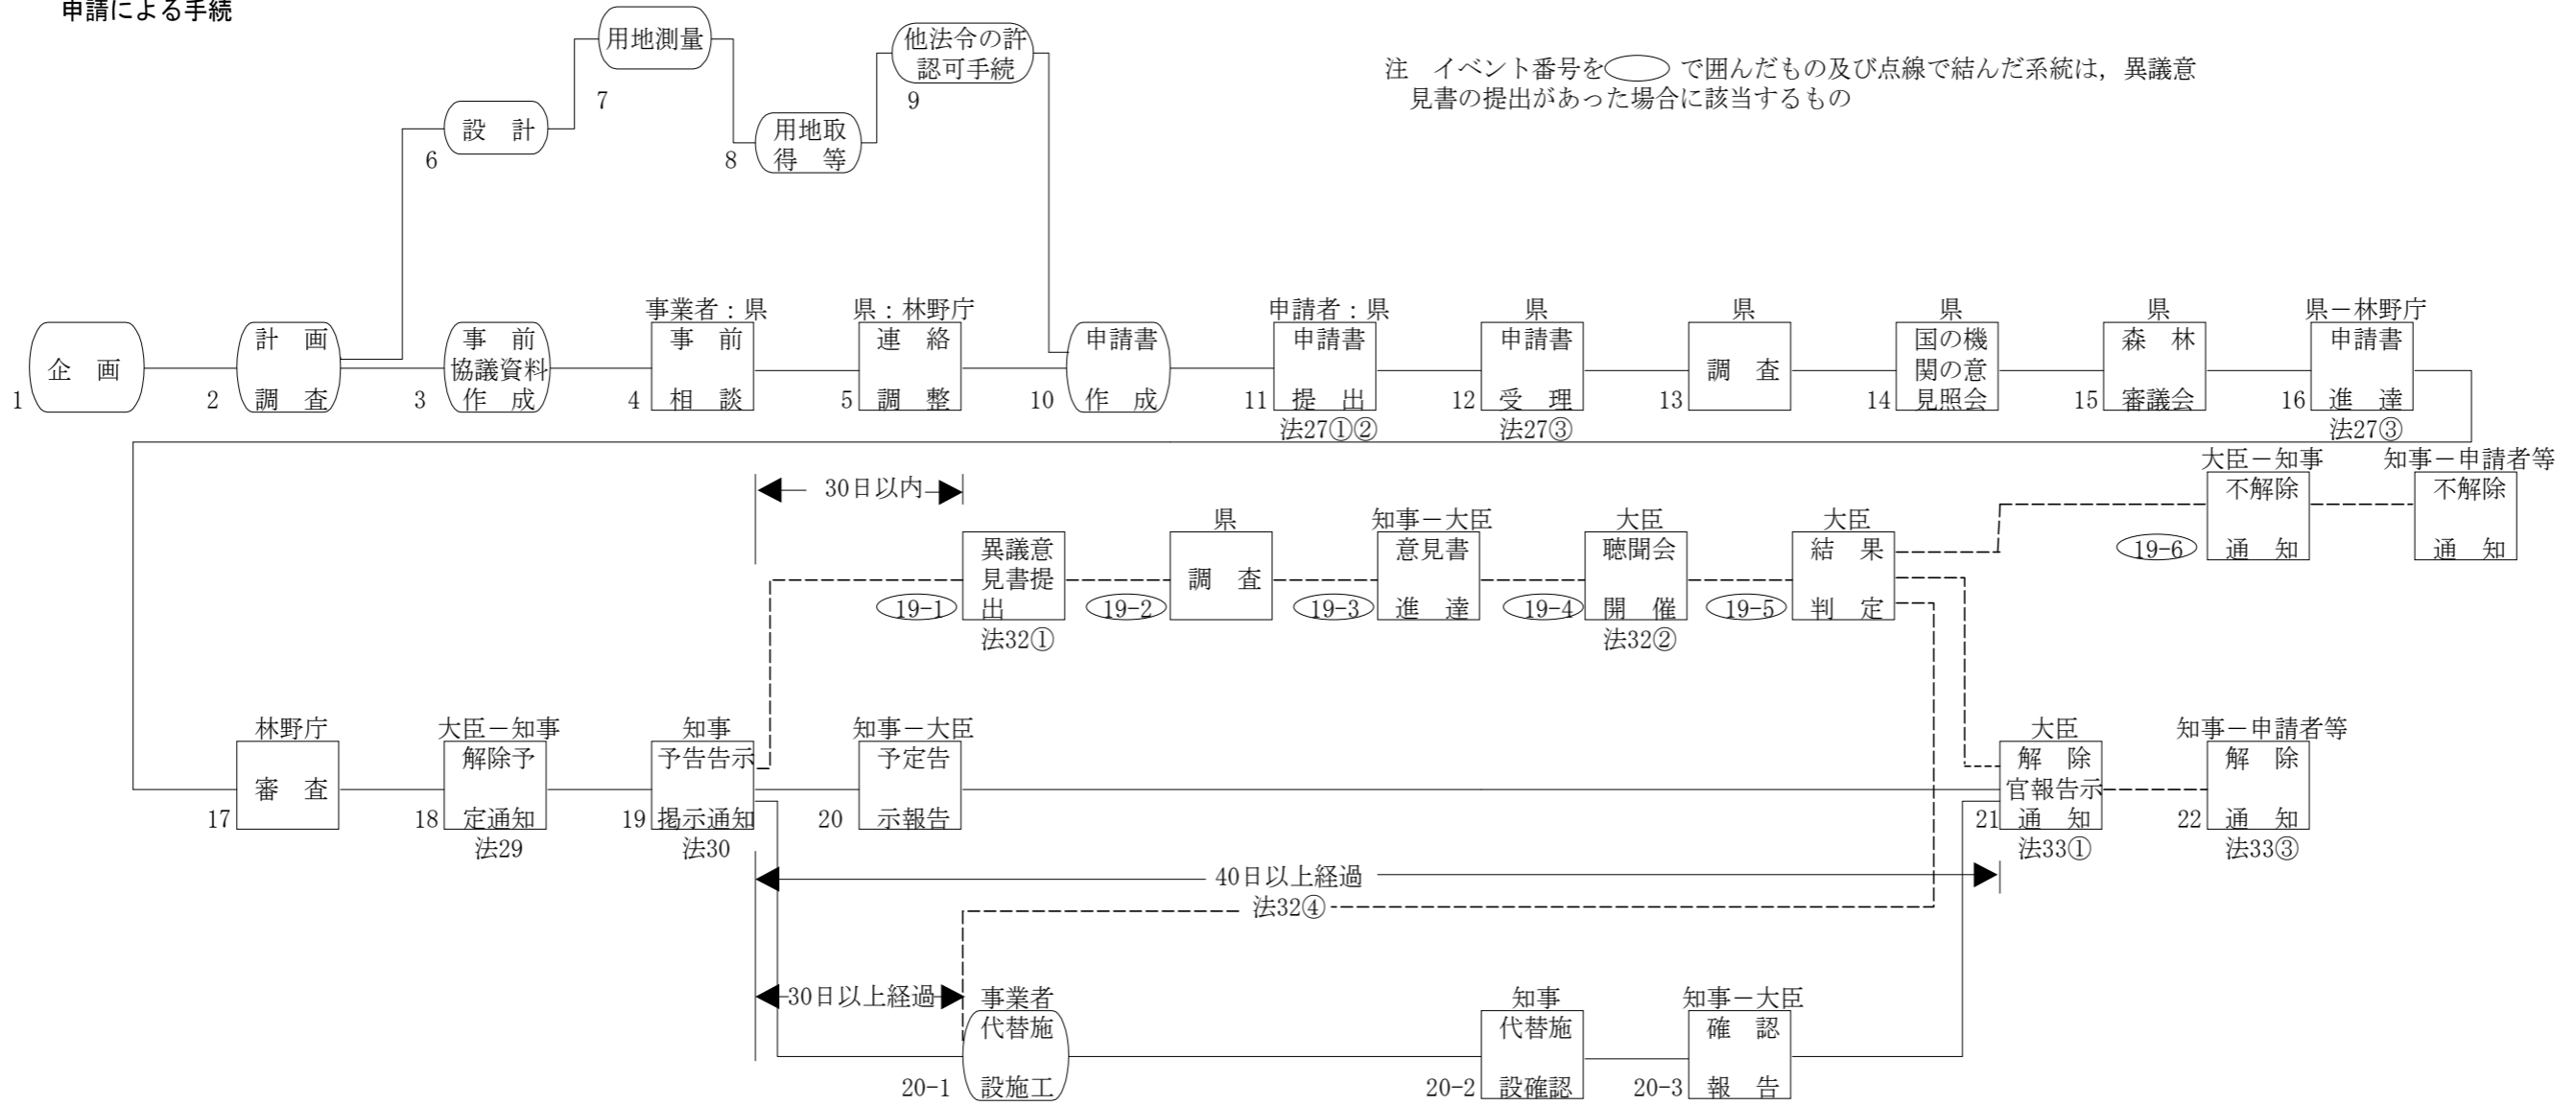 申請による手続
用地測量
7
他法令の許
認可手続
9
注　イベント番号を　　で囲んだもの及び点線で結んだ系統は，異議意
見書の提出があった場合に該当するもの
設　計
6
用地取
得　等
8
企　画
1
計　画
調　査
2
事　前
協議資料
作　成
3
事業者：県
事　前
相　談
4
県：林野庁
連　絡
調　整
5
申請書
作　成
10
申請者：県
申請書
提　出
11
法27①②
県
申請書
受　理
12
法27③
県
調　査
13
県
国の機
関の意
見照会
14
県
森　林
審議会
15
県－林野庁
申請書
進　達
16
法27③
30日以内
異議意
見書提
出
19-1
法32①
県
調　査
19-2
知事－大臣
意見書
進　達
19-3
大臣
聴聞会
開　催
19-4
法32②
大臣
結　果
判　定
19-5
大臣－知事
不解除
通　知
19-6
知事－申請者等
不解除
通　知
林野庁
審　査
17
大臣－知事
解除予
定通知
18
法29
知事
予告告示
掲示通知
19
法30
知事－大臣
予定告
示報告
20
大臣
解　除
官報告示
通　知
21
法33①
知事－申請者等
解　除
通　知
22
法33③
40日以上経過
法32④
30日以上経過
事業者
代替施
設施工
20-1
知事
代替施
設確認
20-2
知事－大臣
確　認
報　告
20-3